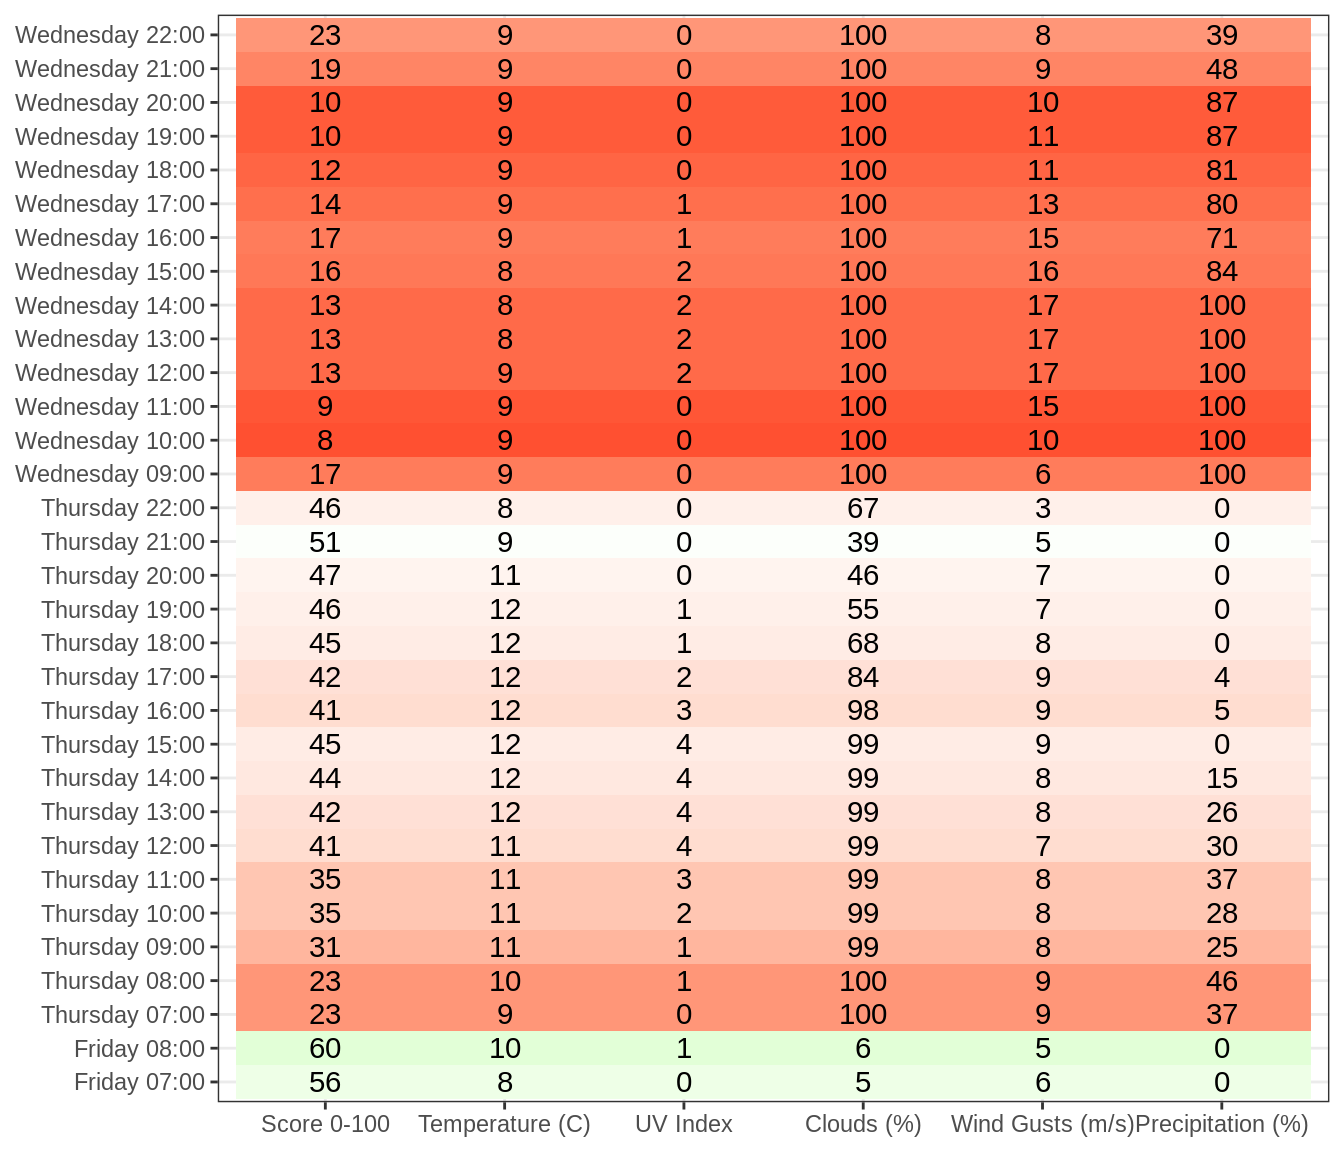 Wednesday 22:00 23 9 0 100 8 39
Wednesday 21:00 19 9 0 100 9 48
Wednesday 20:00 10 9 0 100 10 87
Wednesday 19:00 10 9 0 100 11 87
Wednesday 18:00 12 9 0 100 11 81
Wednesday 17:00 14 9 1 100 13 80
Wednesday 16:00 17 9 1 100 15 71
Wednesday 15:00 16 8 2 100 16 84
Wednesday 14:00 13 8 2 100 17 100
Wednesday 13:00 13 8 2 100 17 100
Wednesday 12:00 13 9 2 100 17 100
Wednesday 11:00 9 9 0 100 15 100
Wednesday 10:00 8 9 0 100 10 100
Wednesday 09:00 17 9 0 100 6 100
Thursday 22:00 46 8 0 67 3 0
Thursday 21:00 51 9 0 39 5 0
Thursday 20:00 47 11 0 46 7 0
Thursday 19:00 46 12 1 55 7 0
Thursday 18:00 45 12 1 68 8 0
Thursday 17:00 42 12 2 84 9 4
Thursday 16:00 41 12 3 98 9 5
Thursday 15:00 45 12 4 99 9 0
Thursday 14:00 44 12 4 99 8 15
Thursday 13:00 42 12 4 99 8 26
Thursday 12:00 41 11 4 99 7 30
Thursday 11:00 35 11 3 99 8 37
Thursday 10:00 35 11 2 99 8 28
Thursday 09:00 31 11 1 99 8 25
Thursday 08:00 23 10 1 100 9 46
Thursday 07:00 23 9 0 100 9 37
Friday 08:00 60 10 1 6 5 0
Friday 07:00 56 8 0 5 6 0
Score 0-100 Temperature (C) UV Index Clouds (%) Wind Gusts (m/s) Precipitation (%)